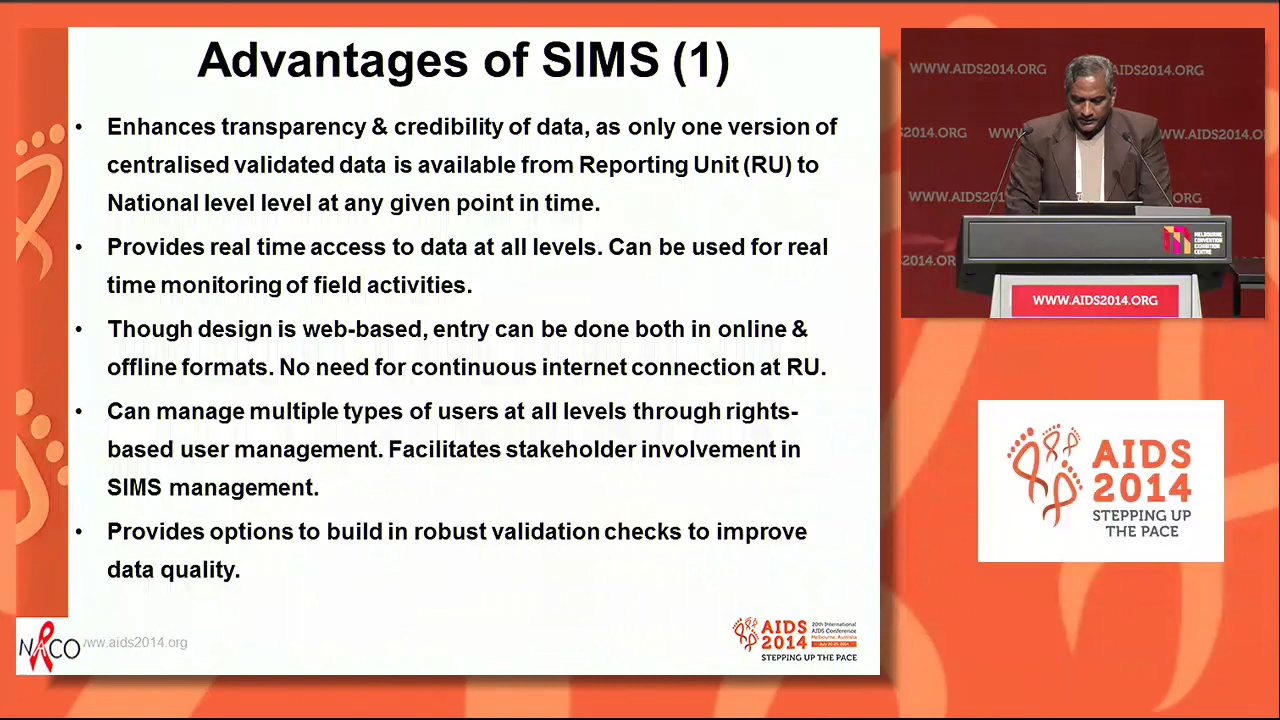 Advantages of SIMS (1)
• Enhances transparency & credibility of data, as only one version of
centralised validated data is available from Reporting Unit (RU) to
National level level at any given point in time.
• Provides real time access to data at all levels. Can be used for real
time monitoring of field activities.
• Though design is web-based, entry can be done both in online &
offline formats. No need for continuous internet connection at RU.
• Can manage multiple types of users at all levels through rights-
based user management. Facilitates stakeholder involvement in
SIMS management.
• Provides options to build in robust validation checks to improve
data quality.
NACO
ww.aids2014.org
AIDS
2014
20th International
AIDS Conference
Melbourne, Australia
July 20-25, 2014
STEPPING UP THE PACE
WWW.AIDS2014.ORG
AIDS2014.ORG
AIDS2014.ORG
WWW.AIDS2014.O
WWW.AIDS
ORG
2014.ORG
MELBOURNE
CONVENTION
EXHIBITION
CENTRE
WWW.AIDS2014.ORG
AIDS
2014
STEPPING UP
THE PACE